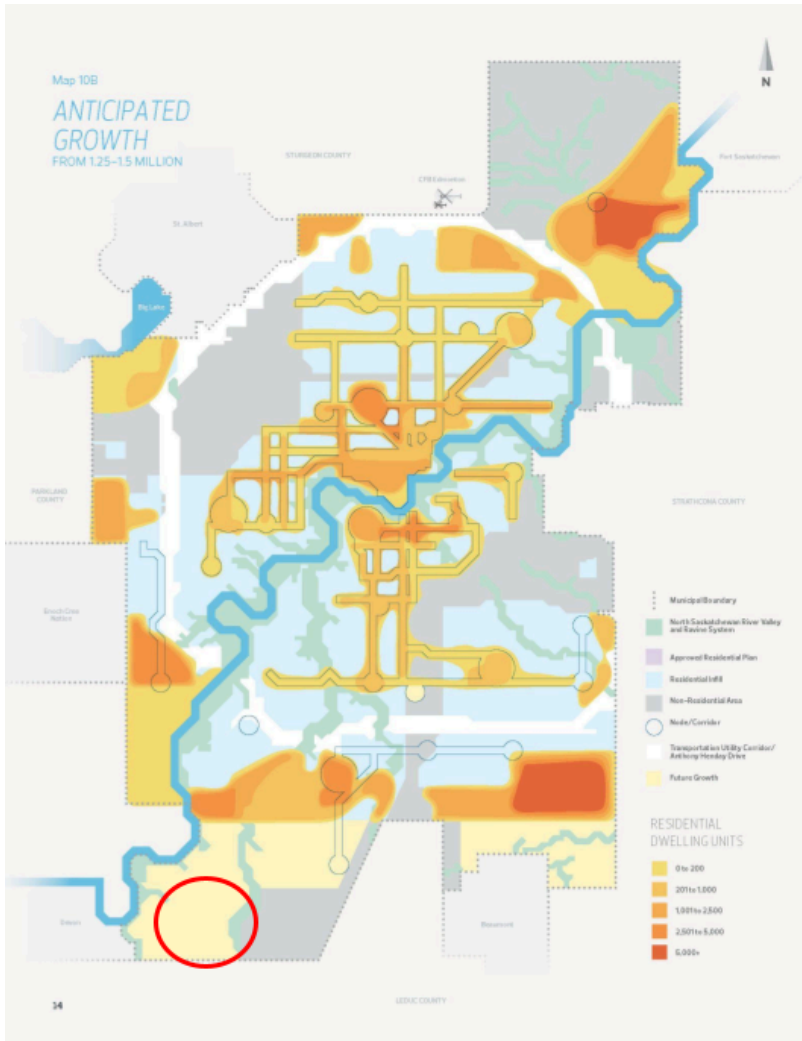 Map 10B
ANTICIPATED
GROWTH
FROM 1.25–1.5 MILLION
N
STURGEON COUNTY
Fort Saskatchewan
CFB Edmonton
St. Albert
Big Lake
PARKLAND
COUNTY
STRATHCONA COUNTY
Enoch Cree
Nation
Municipal Boundary
North Saskatchewan River Valley
and Ravine System
Approved Residential Plan
Residential Infill
Non-Residential Area
Node/Corridor
Transportation Utility Corridor/
Anthony Henday Drive
Future Growth
RESIDENTIAL
DWELLING UNITS
0 to 200
201 to 1,000
1,001 to 2,500
2,501 to 5,000
5,000+
Devon
Beaumont
LEDUC COUNTY
14